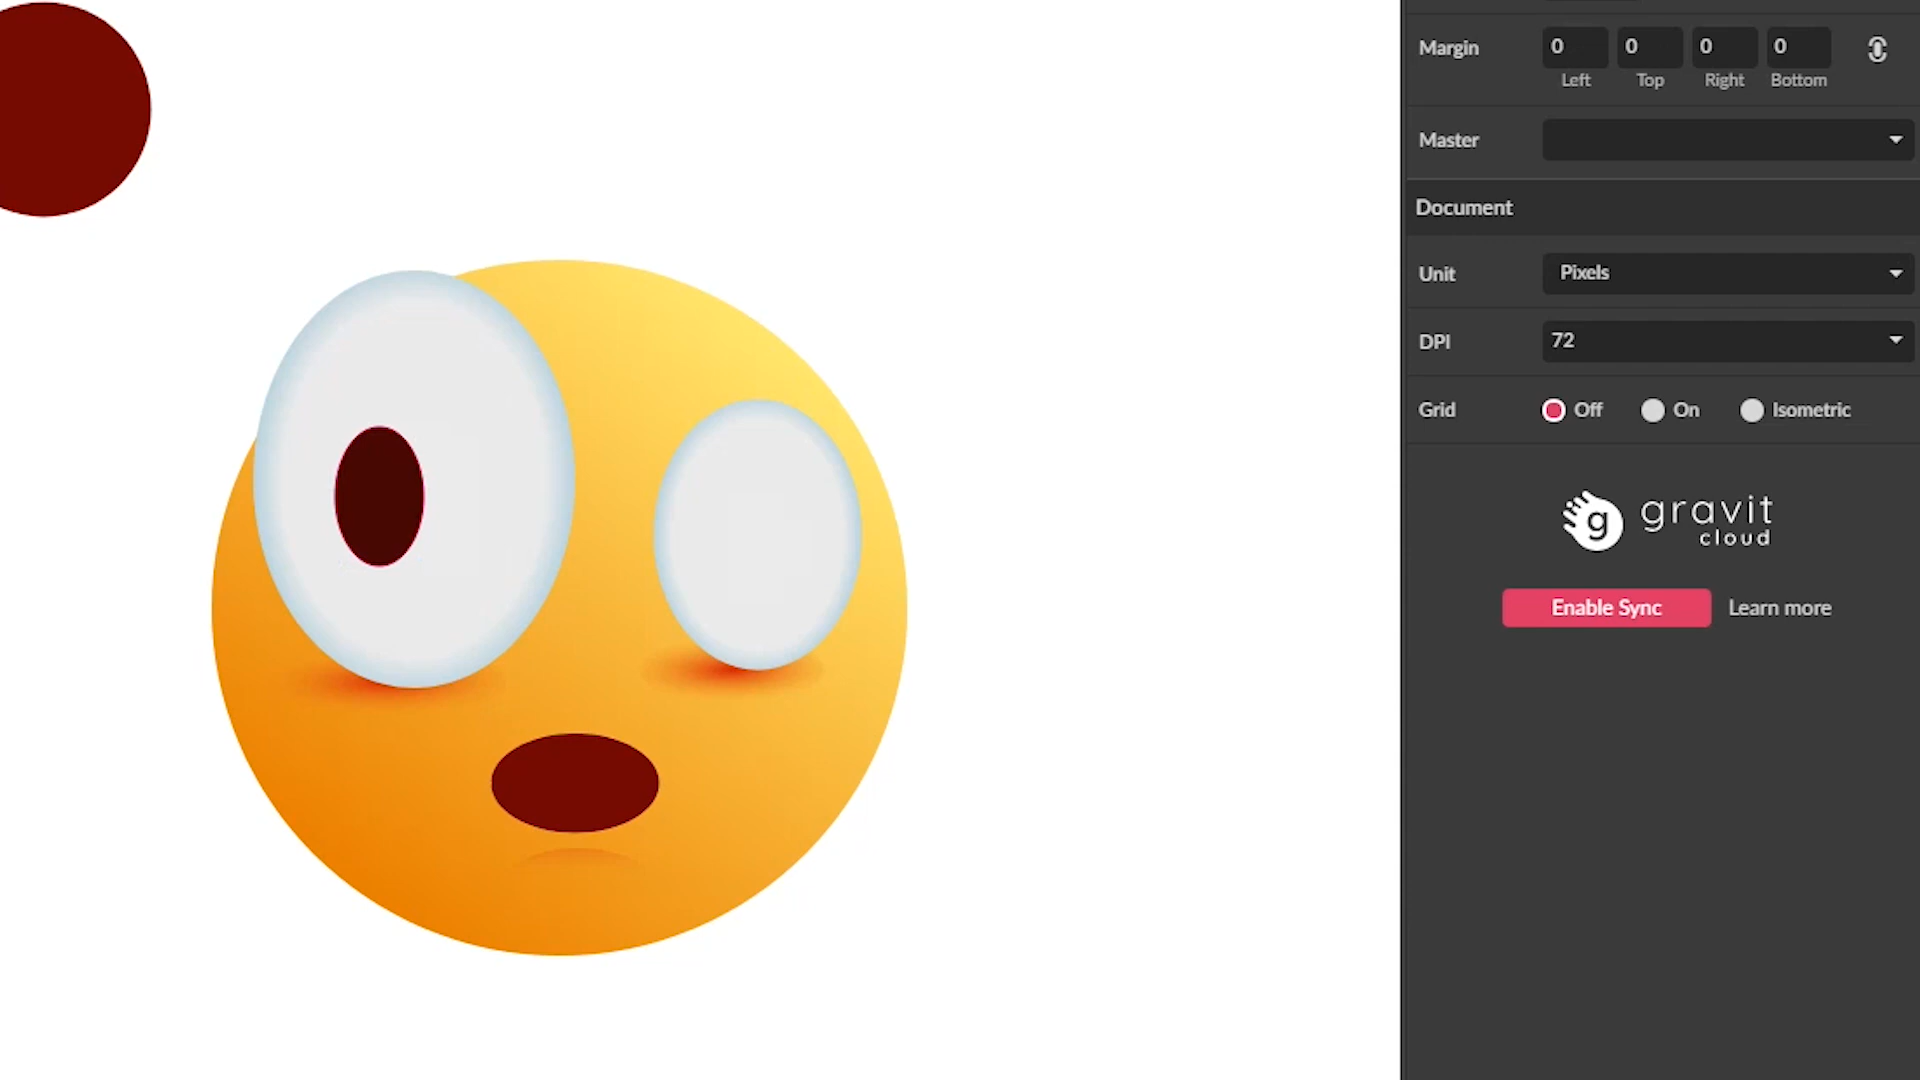 Margin 0 0 0 0
Left Top Right Bottom
Master
Document
Unit Pixels
DPI 72
Grid Off On Isometric
g gravit
cloud
Enable Sync Learn more